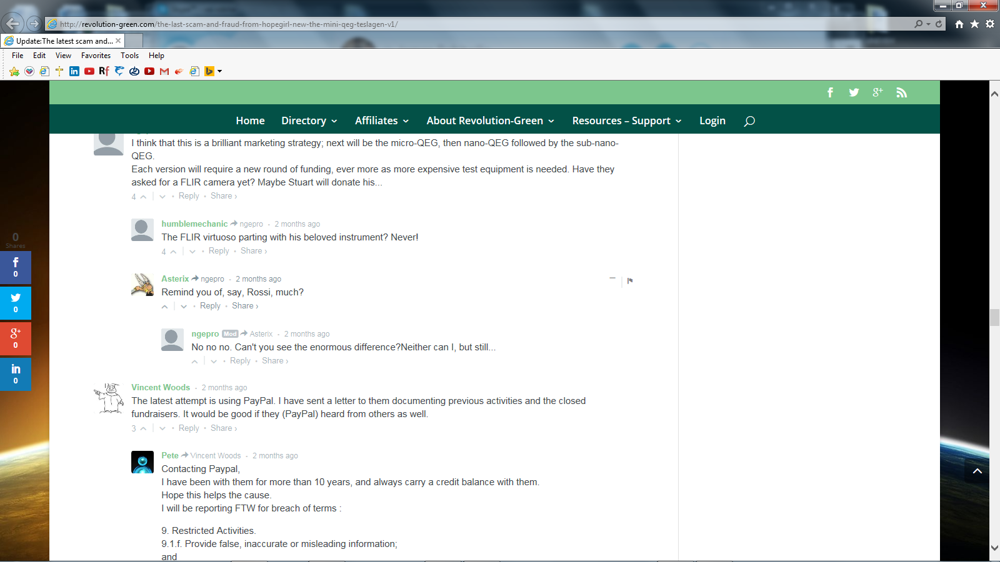 http://revolution-green.com/the-last-scam-and-fraud-from-hopegirl-new-the-mini-qeg-teslagen-v1/
Update:The latest scam and...
File Edit View Favorites Tools Help
Rf
Home Directory Affiliates About Revolution-Green Resources – Support Login
I think that this is a brilliant marketing strategy; next will be the micro-QEG, then nano-QEG followed by the sub-nano-
QEG.
Each version will require a new round of funding, ever more as more expensive test equipment is needed. Have they
asked for a FLIR camera yet? Maybe Stuart will donate his...
4 • Reply • Share ›
humblemechanic ngepro • 2 months ago
The FLIR virtuoso parting with his beloved instrument? Never!
4 • Reply • Share ›
Asterix ngepro • 2 months ago
Remind you of, say, Rossi, much?
• Reply • Share ›
ngepro Mod Asterix • 2 months ago
No no no. Can't you see the enormous difference?Neither can I, but still...
• Reply • Share ›
Vincent Woods • 2 months ago
The latest attempt is using PayPal. I have sent a letter to them documenting previous activities and the closed
fundraisers. It would be good if they (PayPal) heard from others as well.
3 • Reply • Share ›
Pete Vincent Woods • 2 months ago
Contacting Paypal,
I have been with them for more than 10 years, and always carry a credit balance with them.
Hope this helps the cause.
I will be reporting FTW for breach of terms :
9. Restricted Activities.
9.1.f. Provide false, inaccurate or misleading information;
and
0
Shares
f
0
0
g+
0
in
0